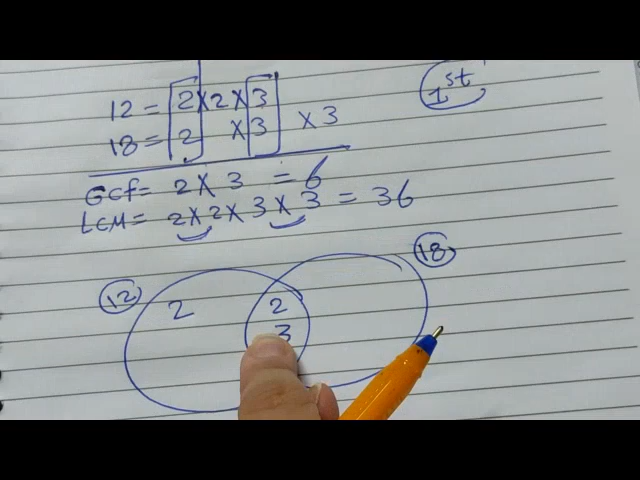 1st
12 = 2 x 2 x 3
18 = 2 x 3 x 3
GCf= 2 x 3 = 6
LCM= 2 x 2 x 3 x 3 = 36
12 18
2 2
3